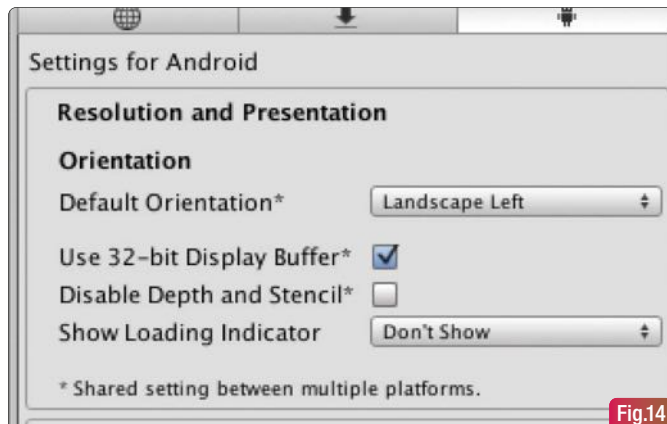 Settings for Android
Resolution and Presentation
Orientation
Default Orientation* Landscape Left
Use 32-bit Display Buffer*
Disable Depth and Stencil*
Show Loading Indicator Don't Show
* Shared setting between multiple platforms.
Fig.14